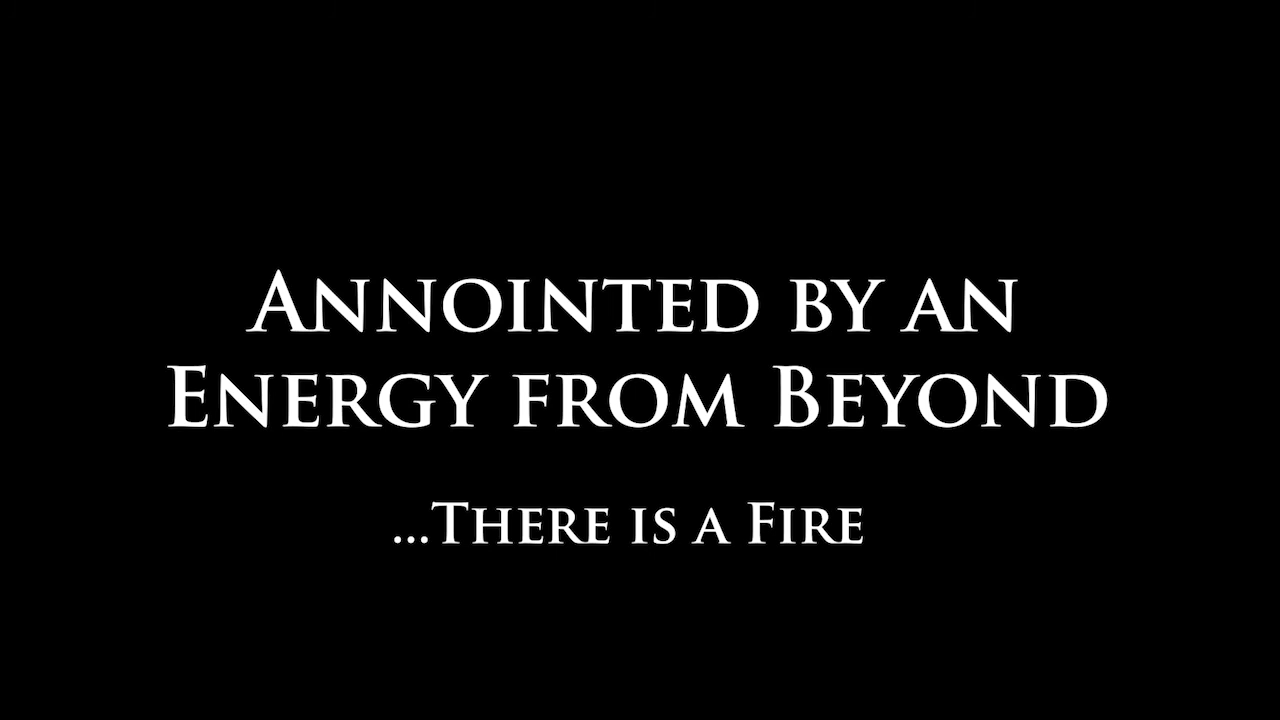 Annointed by an
Energy from Beyond
...There is a Fire